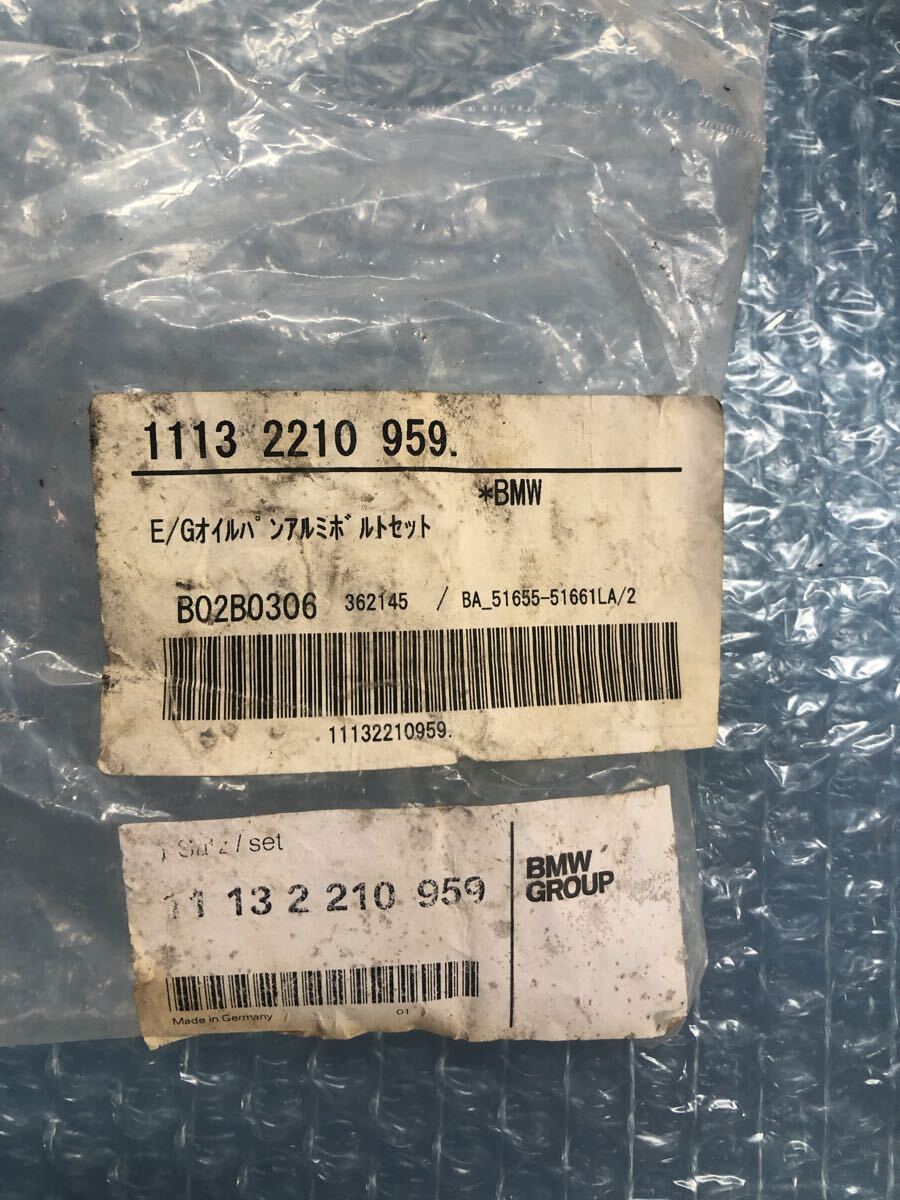 1113 2210 959.
*BMW
E/Gオイルパンアルミボルトセット
B02B0306 362145 / BA_51655-51661LA/2
11132210959.
1 Satz / set
11 13 2 210 959
BMW
GROUP
Made in Germany
01